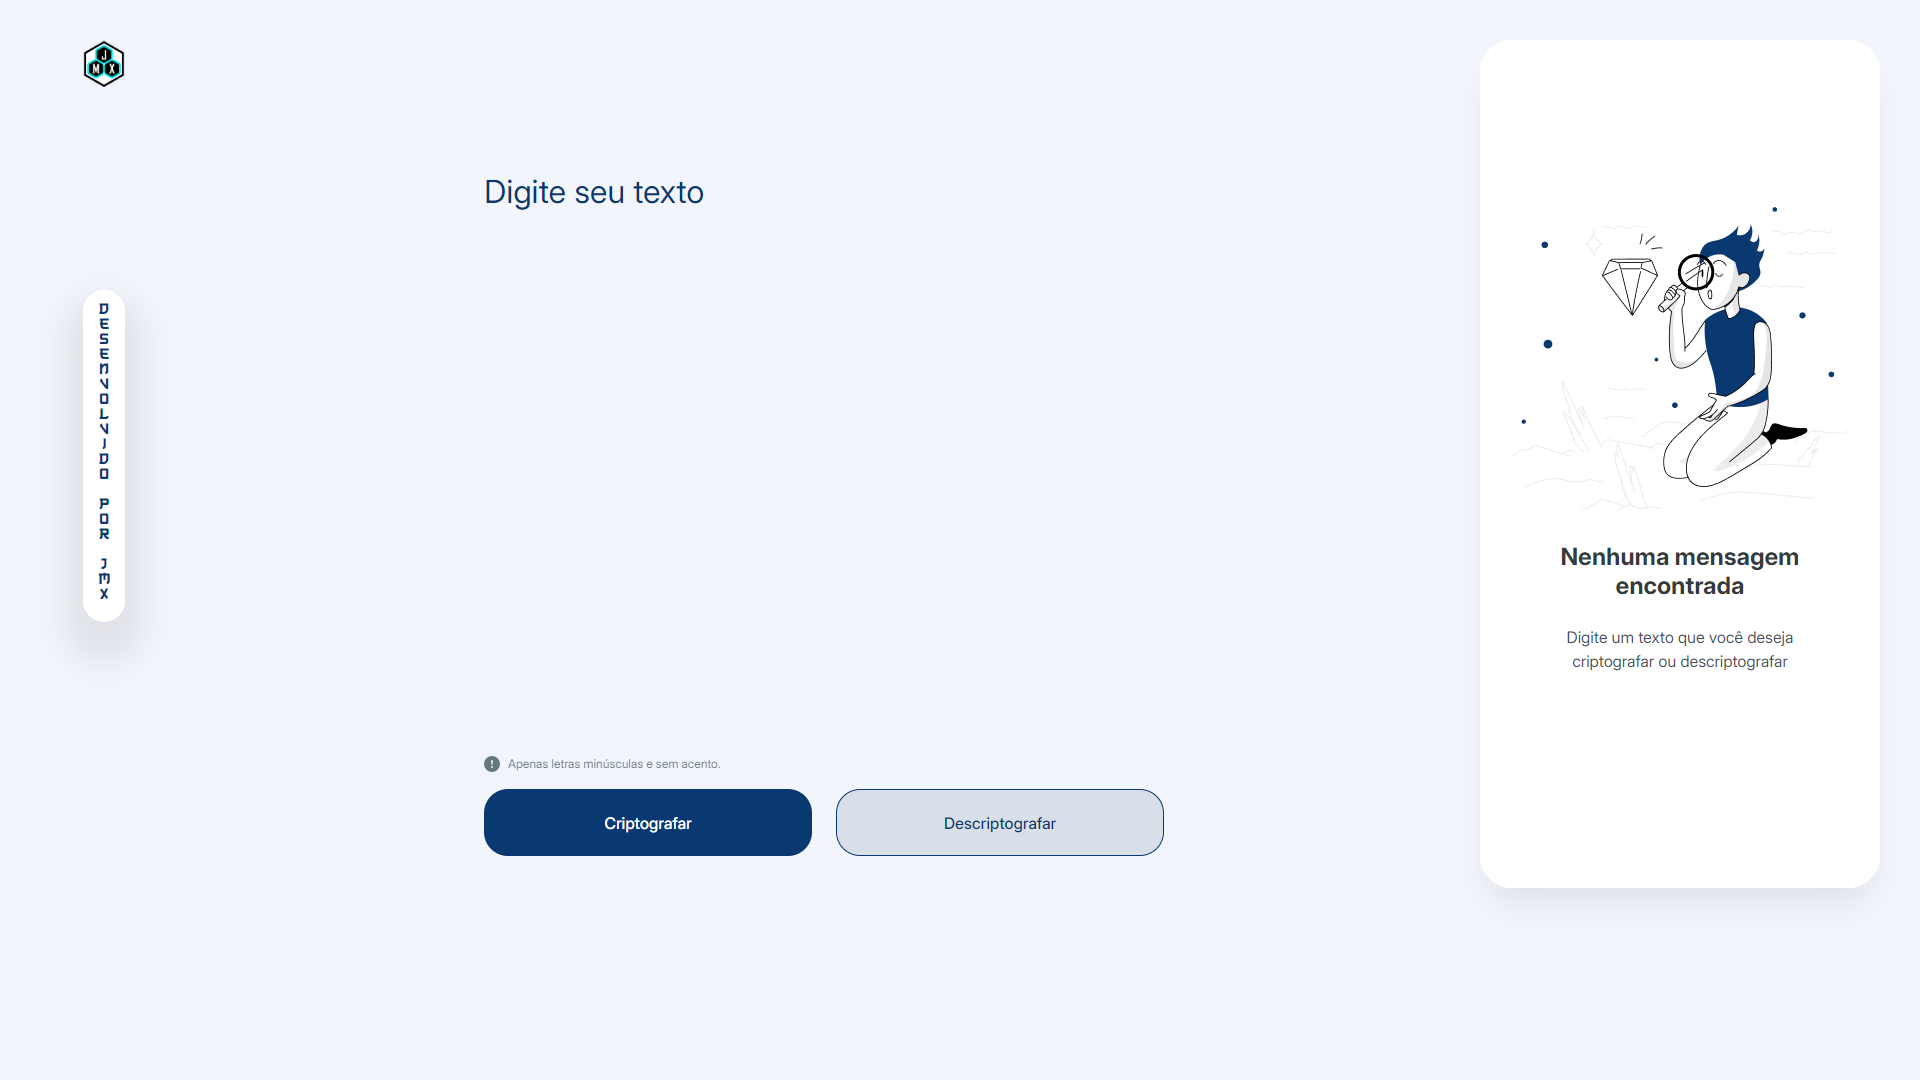 J
M X
Digite seu texto
DESENVOLVIDO POR JMX
Nenhuma mensagem
encontrada
Digite um texto que você deseja
criptografar ou descriptografar
! Apenas letras minúsculas e sem acento.
Criptografar
Descriptografar